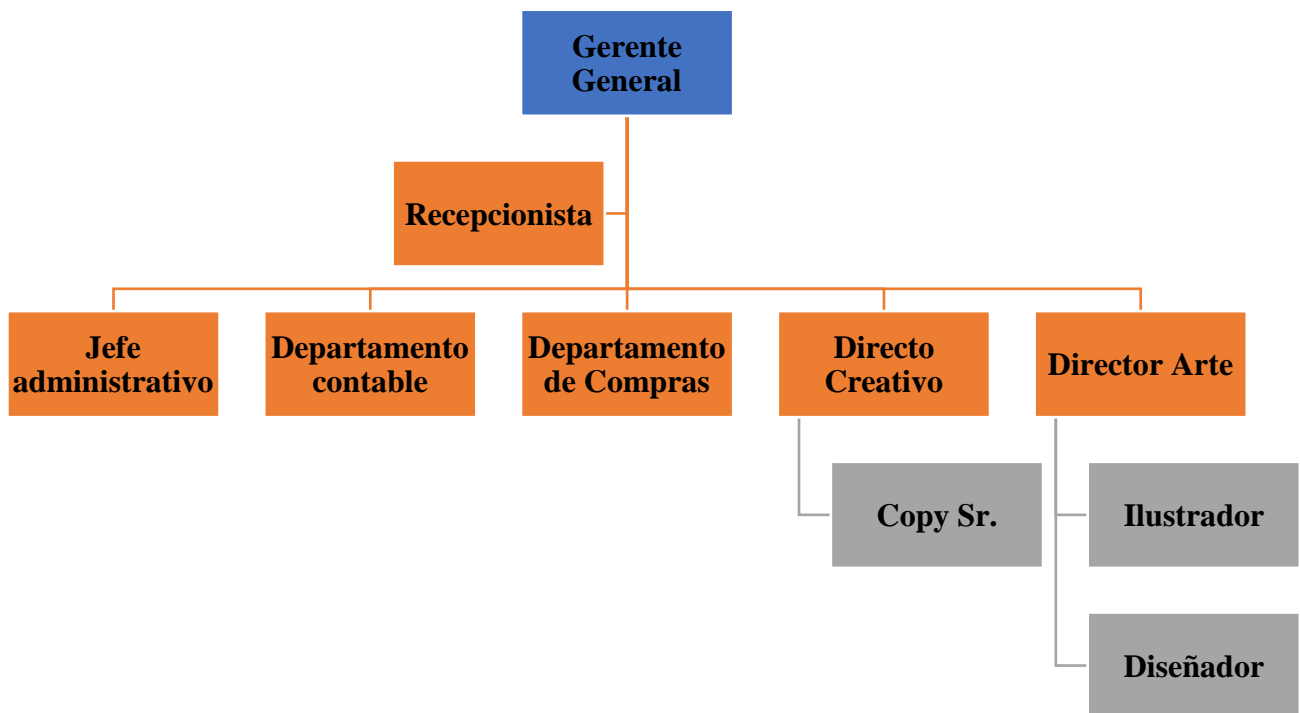 Gerente
General
Recepcionista
Jefe
administrativo
Departamento
contable
Departamento
de Compras
Directo
Creativo
Director Arte
Copy Sr.
Ilustrador
Diseñador